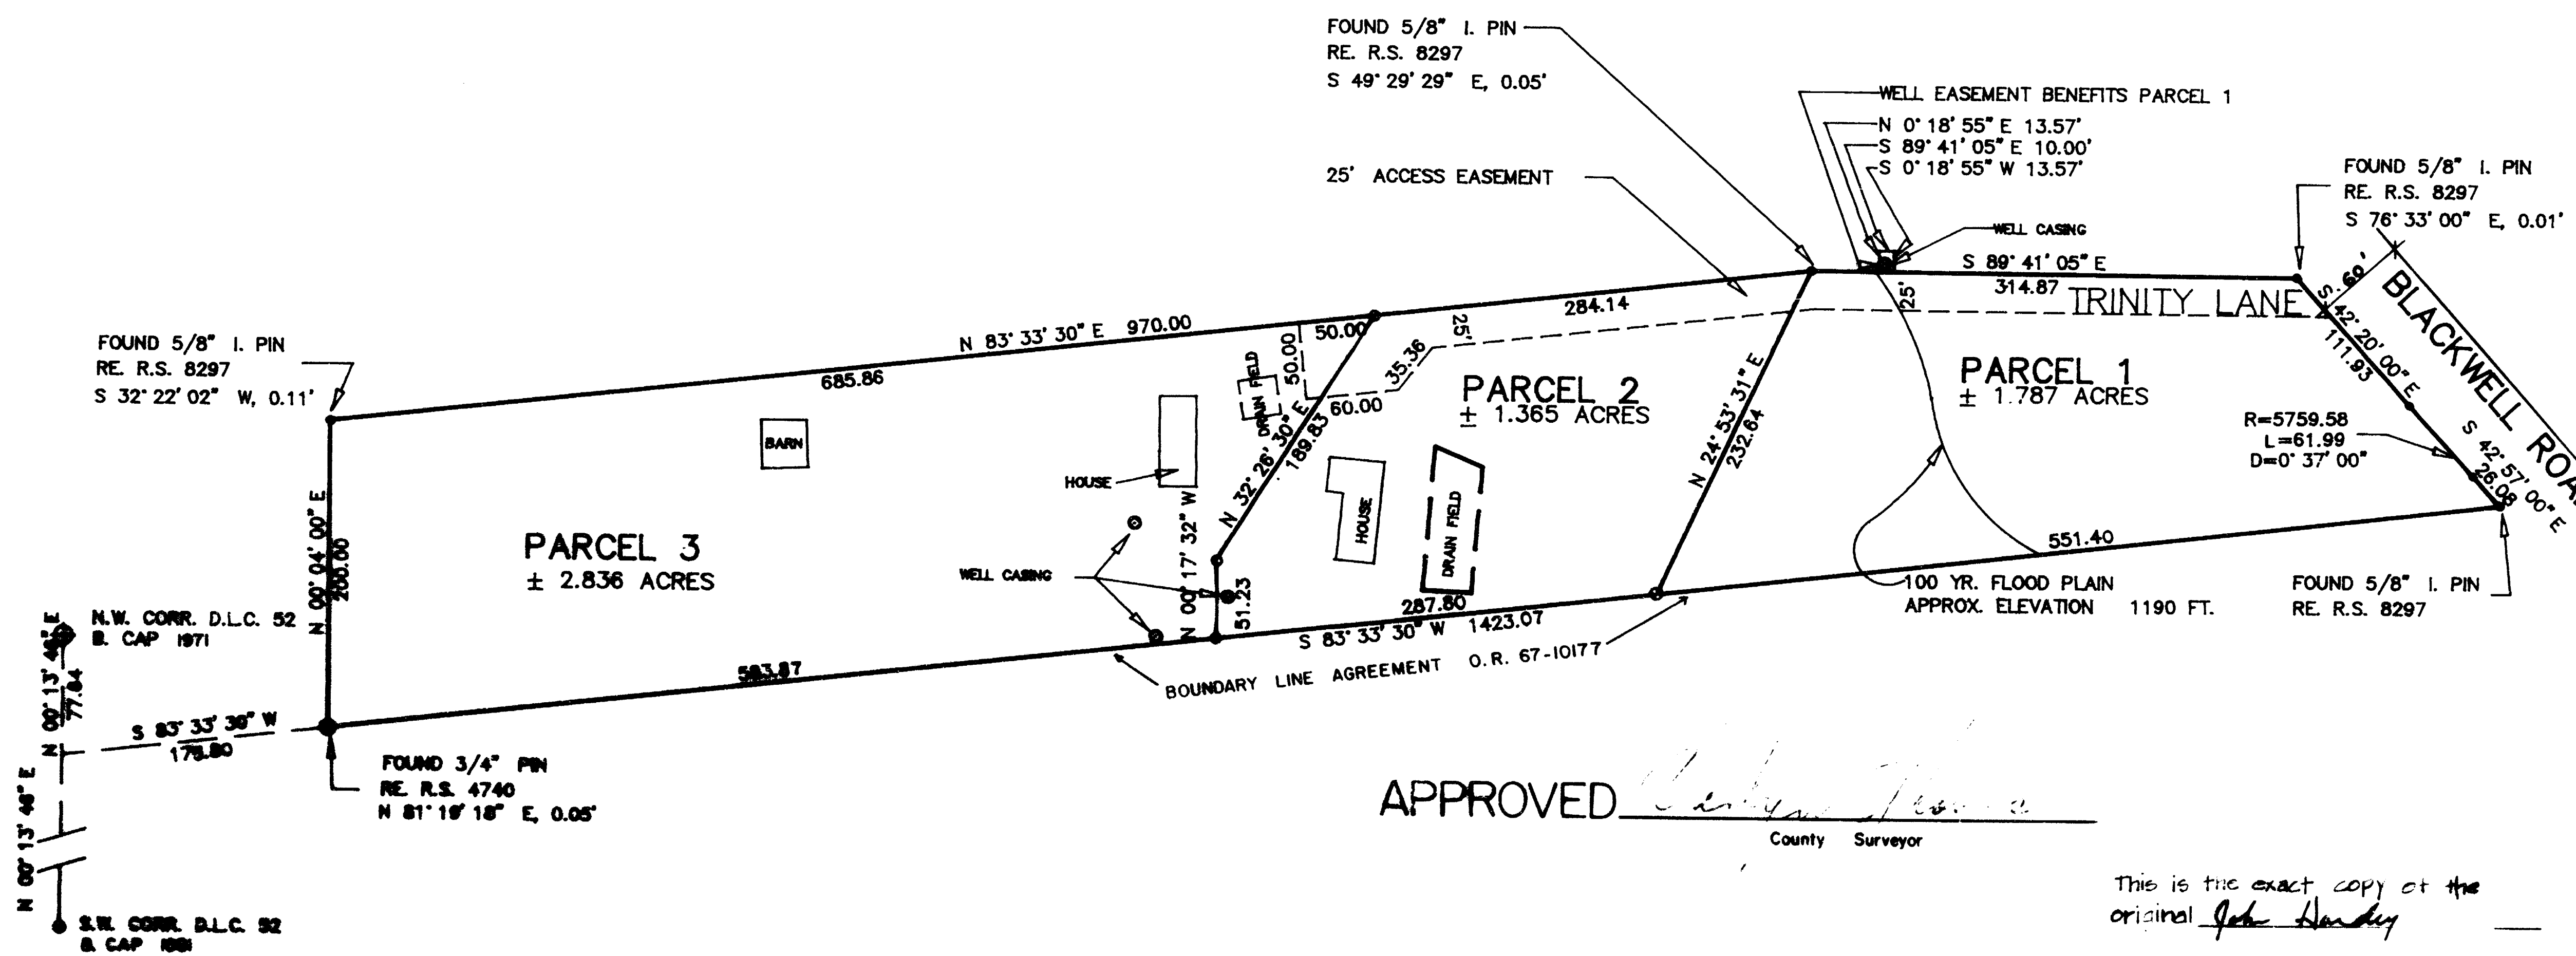 FOUND 5/8" I. PIN
RE. R.S. 8297
S 49° 29' 29" E, 0.05'
WELL EASEMENT BENEFITS PARCEL 1
N 0° 18' 55" E 13.57'
S 89° 41' 05" E 10.00'
S 0° 18' 55" W 13.57'
25' ACCESS EASEMENT
FOUND 5/8" I. PIN
RE. R.S. 8297
S 76° 33' 00" E, 0.01'
WELL CASING
S 89° 41' 05" E
314.87
25'
TRINITY LANE
60'
BLACKWELL ROA
S 42° 20' 00" E
111.93
284.14
25'
N 83° 33' 30" E 970.00
50.00
50.00
35.36
60.00
685.86
FOUND 5/8" I. PIN
RE. R.S. 8297
S 32° 22' 02" W, 0.11'
DRAIN FIELD
PARCEL 2
± 1.365 ACRES
PARCEL 1
± 1.787 ACRES
N 24° 53' 31" E
232.64
R=5759.58
L=61.99
D=0° 37' 00"
S 42° 57' 00" E
26.08
BARN
HOUSE
N 32° 26' 30" E
189.83
HOUSE
DRAIN FIELD
N 00° 04' 00" E
200.00
PARCEL 3
± 2.836 ACRES
WELL CASING
N 00° 17' 32" W
51.23
551.40
100 YR. FLOOD PLAIN
APPROX. ELEVATION 1190 FT.
FOUND 5/8" I. PIN
RE. R.S. 8297
287.80
S 83° 33' 30" W 1423.07
BOUNDARY LINE AGREEMENT O.R. 67-10177
583.87
N.W. CORR. D.L.C. 52
B. CAP 1971
N 00° 13' 46" E
77.84
S 83° 33' 30" W
FOUND 3/4" PIN
RE. R.S. 4740
N 81° 19' 18" E, 0.05'
N 00° 13' 46" E
S.W. CORR. D.L.C. 52
B. CAP
APPROVED
County Surveyor
This is the exact copy of the
original John Hardey